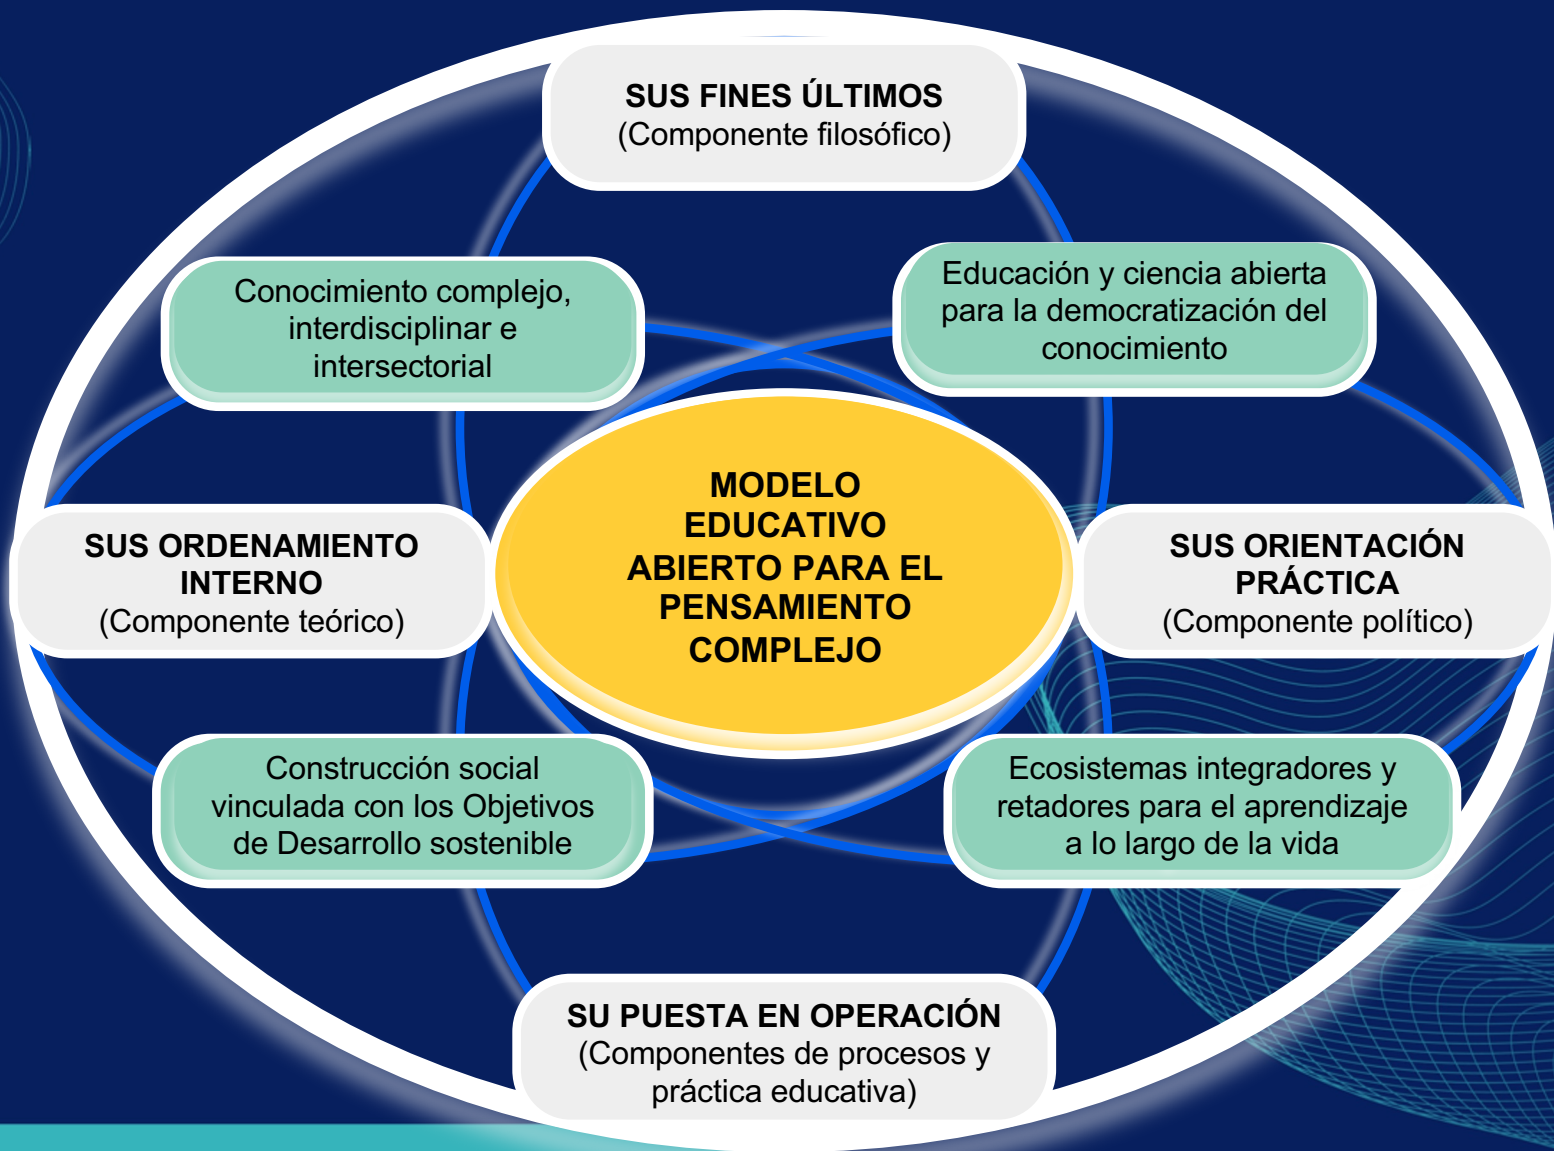 SUS FINES ÚLTIMOS
(Componente filosófico)
Conocimiento complejo,
interdisciplinar e
intersectorial
Educación y ciencia abierta
para la democratización del
conocimiento
MODELO
EDUCATIVO
ABIERTO PARA EL
PENSAMIENTO
COMPLEJO
SUS ORDENAMIENTO
INTERNO
(Componente teórico)
SUS ORIENTACIÓN
PRÁCTICA
(Componente político)
Construcción social
vinculada con los Objetivos
de Desarrollo sostenible
Ecosistemas integradores y
retadores para el aprendizaje
a lo largo de la vida
SU PUESTA EN OPERACIÓN
(Componentes de procesos y
práctica educativa)